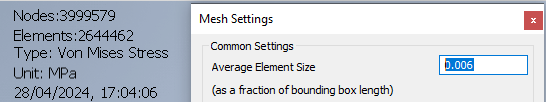 Nodes:3999579
Elements:2644462
Type: Von Mises Stress
Unit: MPa
28/04/2024, 17:04:06
Mesh Settings
x
Common Settings
Average Element Size
0.006
(as a fraction of bounding box length)